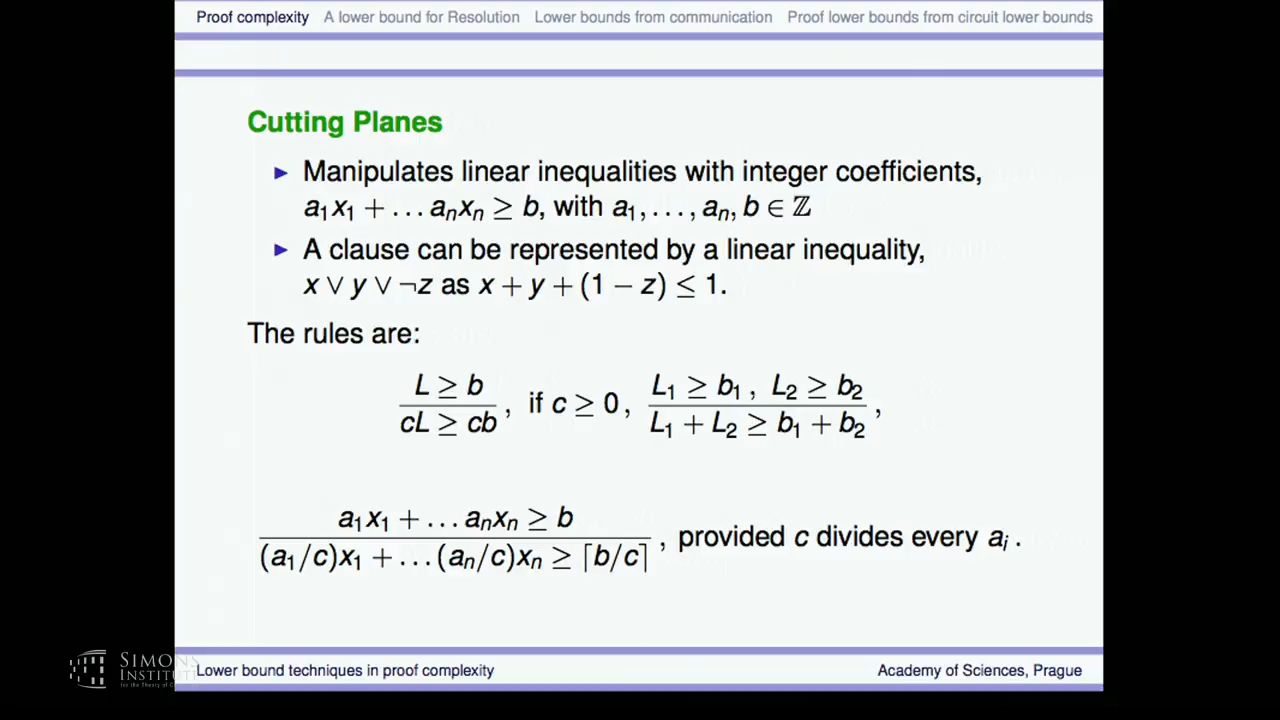 Proof complexity A lower bound for Resolution Lower bounds from communication Proof lower bounds from circuit lower bounds
Cutting Planes
► Manipulates linear inequalities with integer coefficients,
a₁x₁ + … aₙxₙ ≥ b, with a₁, …, aₙ, b ∈ ℤ
► A clause can be represented by a linear inequality,
x ∨ y ∨ ¬z as x + y + (1 − z) ≤ 1.
The rules are:
L ≥ b
cL ≥ cb
, if c ≥ 0 ,
L₁ ≥ b₁ , L₂ ≥ b₂
L₁ + L₂ ≥ b₁ + b₂
,
a₁x₁ + … aₙxₙ ≥ b
(a₁/c)x₁ + … (aₙ/c)xₙ ≥ ⌈b/c⌉
, provided c divides every aᵢ .
SIMONS
INSTITUTE
Lower bound techniques in proof complexity Academy of Sciences, Prague